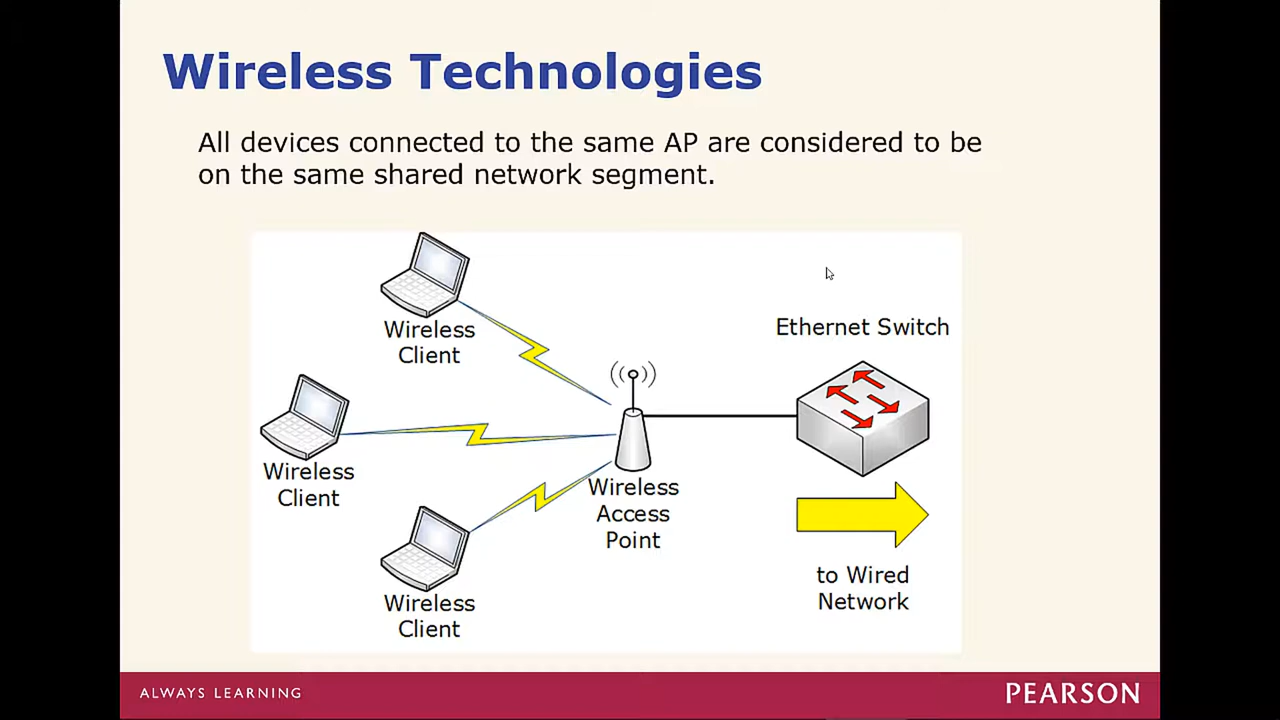 Wireless Technologies
All devices connected to the same AP are considered to be
on the same shared network segment.
Wireless
Client
Ethernet Switch
Wireless
Client
Wireless
Access
Point
to Wired
Network
Wireless
Client
ALWAYS LEARNING
PEARSON